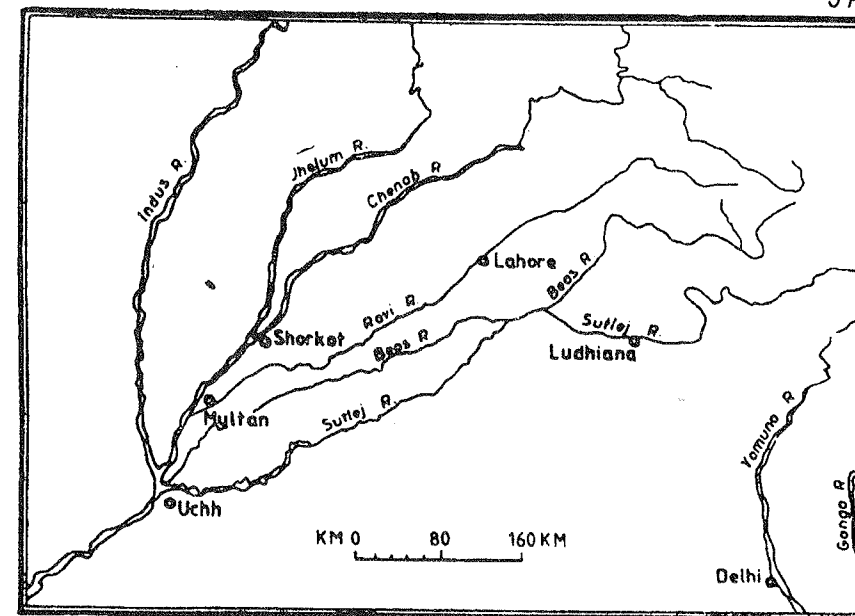 Indus R.
Jhelum R.
Chenab R
Lahore
Ravi R.
Beas R
Shorkot
Beas R
Sutlej R.
Ludhiana
Multan
Sutlej R.
Yamuna R
Uchh
Ganga R
KM 0 80 160 KM
Delhi